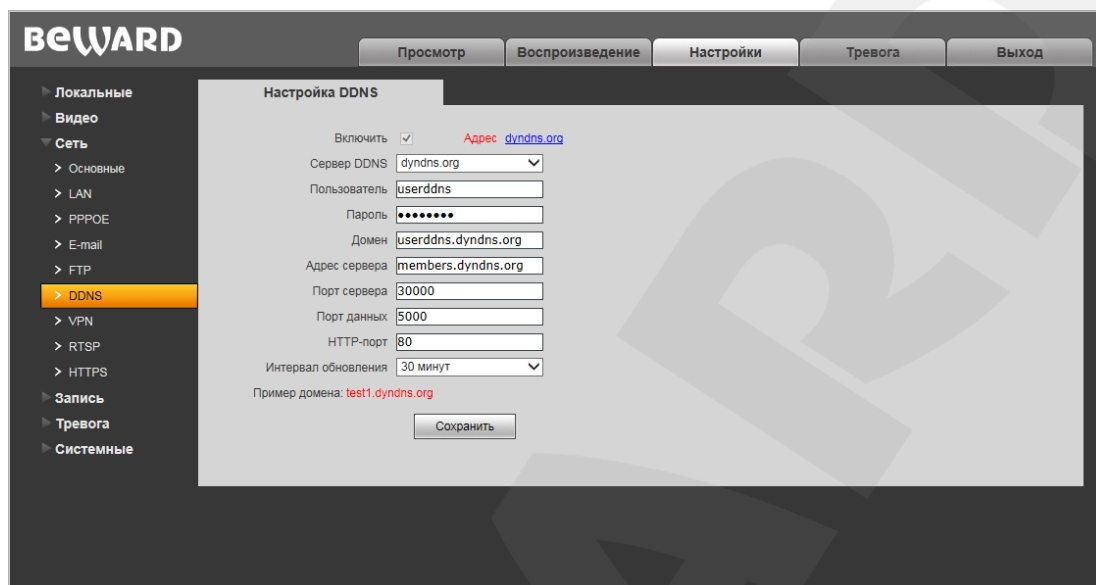 BEWARD
Просмотр Воспроизведение Настройки Тревога Выход
Локальные
Видео
Сеть
Основные
LAN
PPPOE
E-mail
FTP
DDNS
VPN
RTSP
HTTPS
Запись
Тревога
Системные
Настройка DDNS
Включить Адрес dyndns.org
Сервер DDNS dyndns.org
Пользователь userddns
Пароль ••••••••
Домен userddns.dyndns.org
Адрес сервера members.dyndns.org
Порт сервера 30000
Порт данных 5000
HTTP-порт 80
Интервал обновления 30 минут
Пример домена: test1.dyndns.org
Сохранить